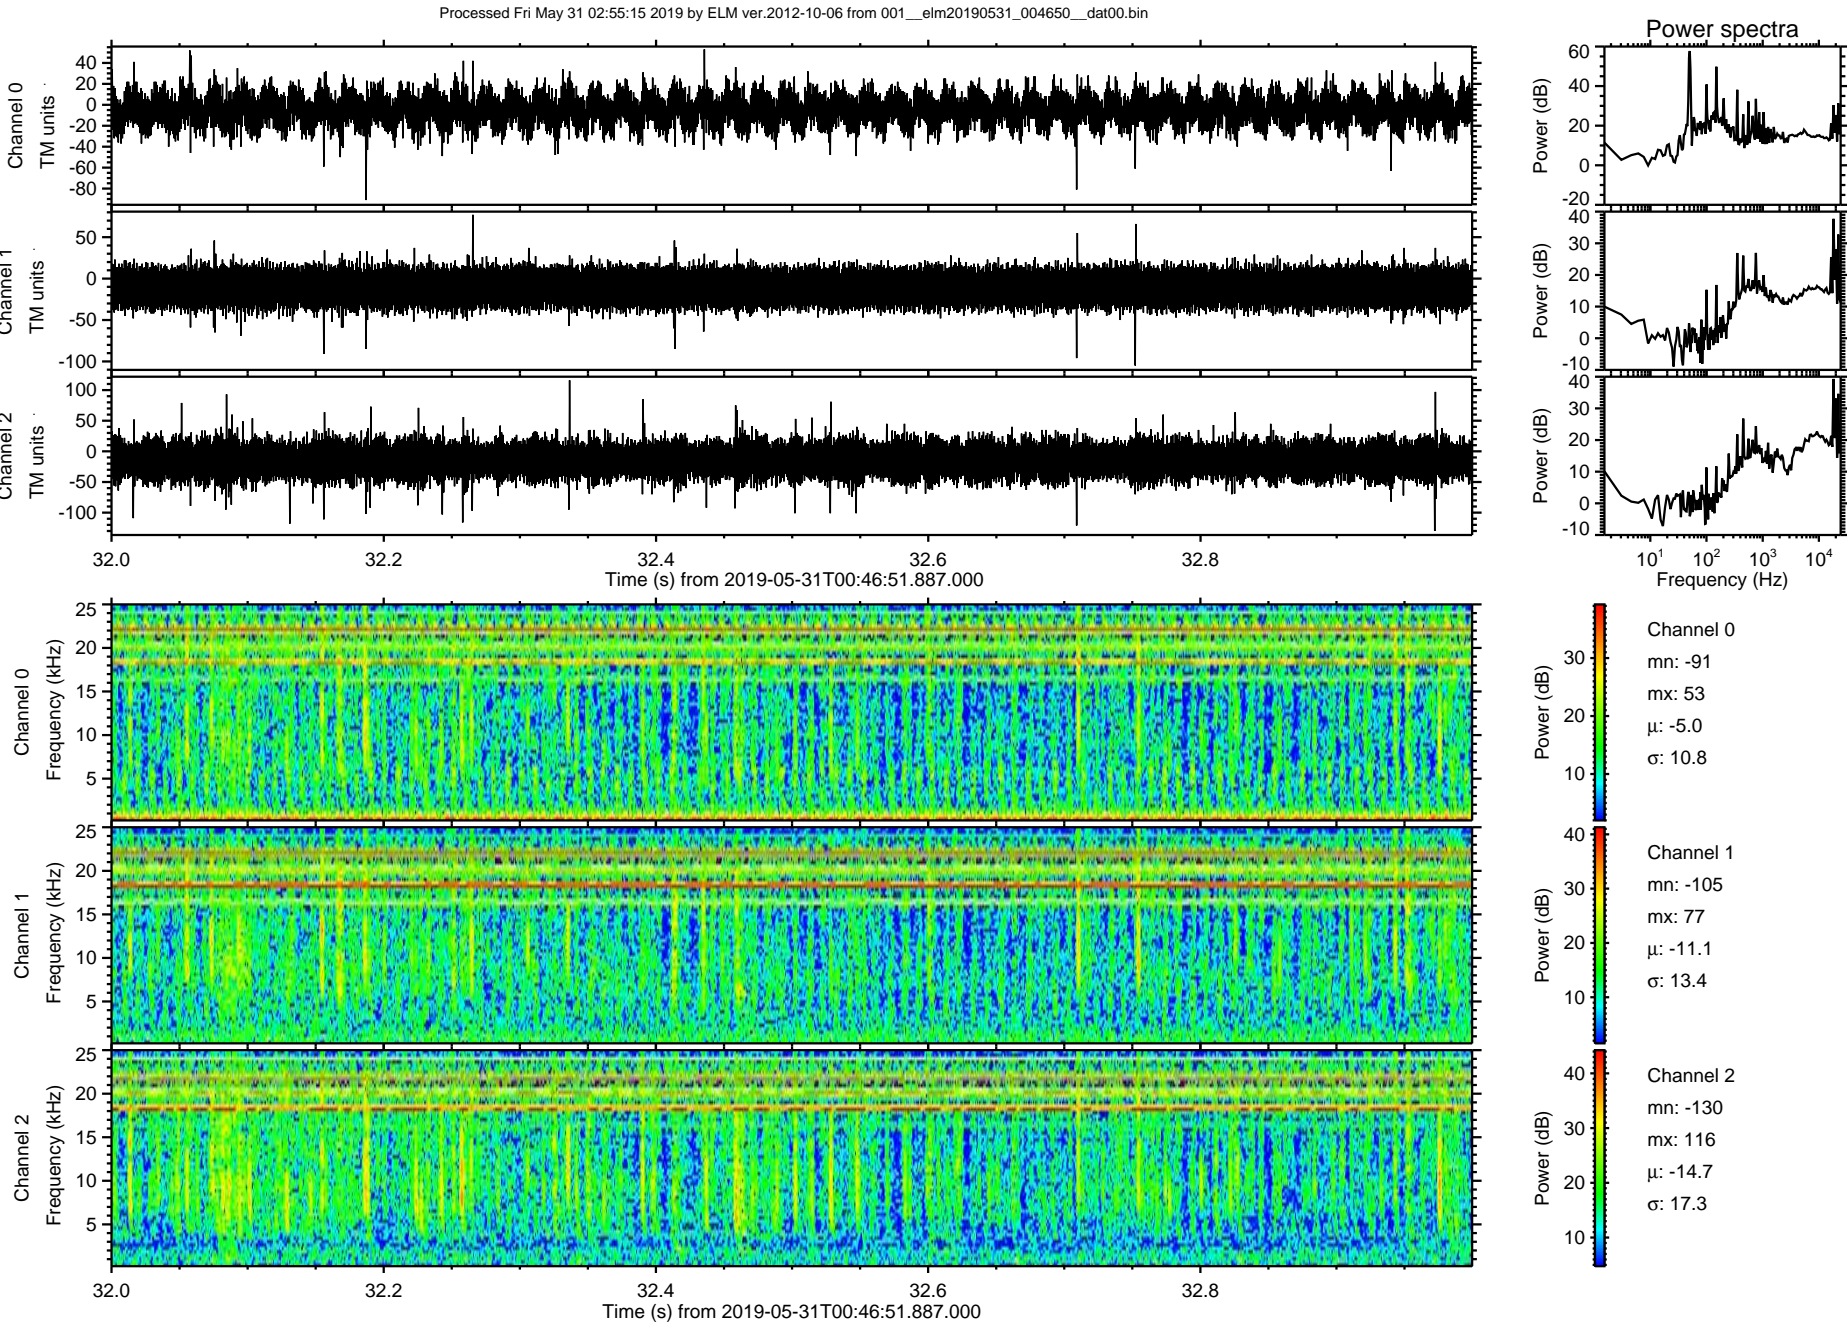 Processed Fri May 31 02:55:15 2019 by ELM ver.2012-10-06 from 001__elm20190531_004650__dat00.bin
Power spectra
Channel 0
TM units
40
20
0
-20
-40
-60
-80
Power (dB)
60
40
20
0
-20
Channel 1
TM units
50
0
-50
-100
Power (dB)
40
30
20
10
0
-10
Channel 2
TM units
100
50
0
-50
-100
Power (dB)
40
30
20
10
0
-10
32.0 32.2 32.4 32.6 32.8
Time (s) from 2019-05-31T00:46:51.887.000
10^1 10^2 10^3 10^4
Frequency (Hz)
Channel 0
Frequency (kHz)
25
20
15
10
5
Power (dB)
30
20
10
Channel 0
mn: -91
mx: 53
μ: -5.0
σ: 10.8
Channel 1
Frequency (kHz)
25
20
15
10
5
Power (dB)
40
30
20
10
Channel 1
mn: -105
mx: 77
μ: -11.1
σ: 13.4
Channel 2
Frequency (kHz)
25
20
15
10
5
Power (dB)
40
30
20
10
Channel 2
mn: -130
mx: 116
μ: -14.7
σ: 17.3
32.0 32.2 32.4 32.6 32.8
Time (s) from 2019-05-31T00:46:51.887.000